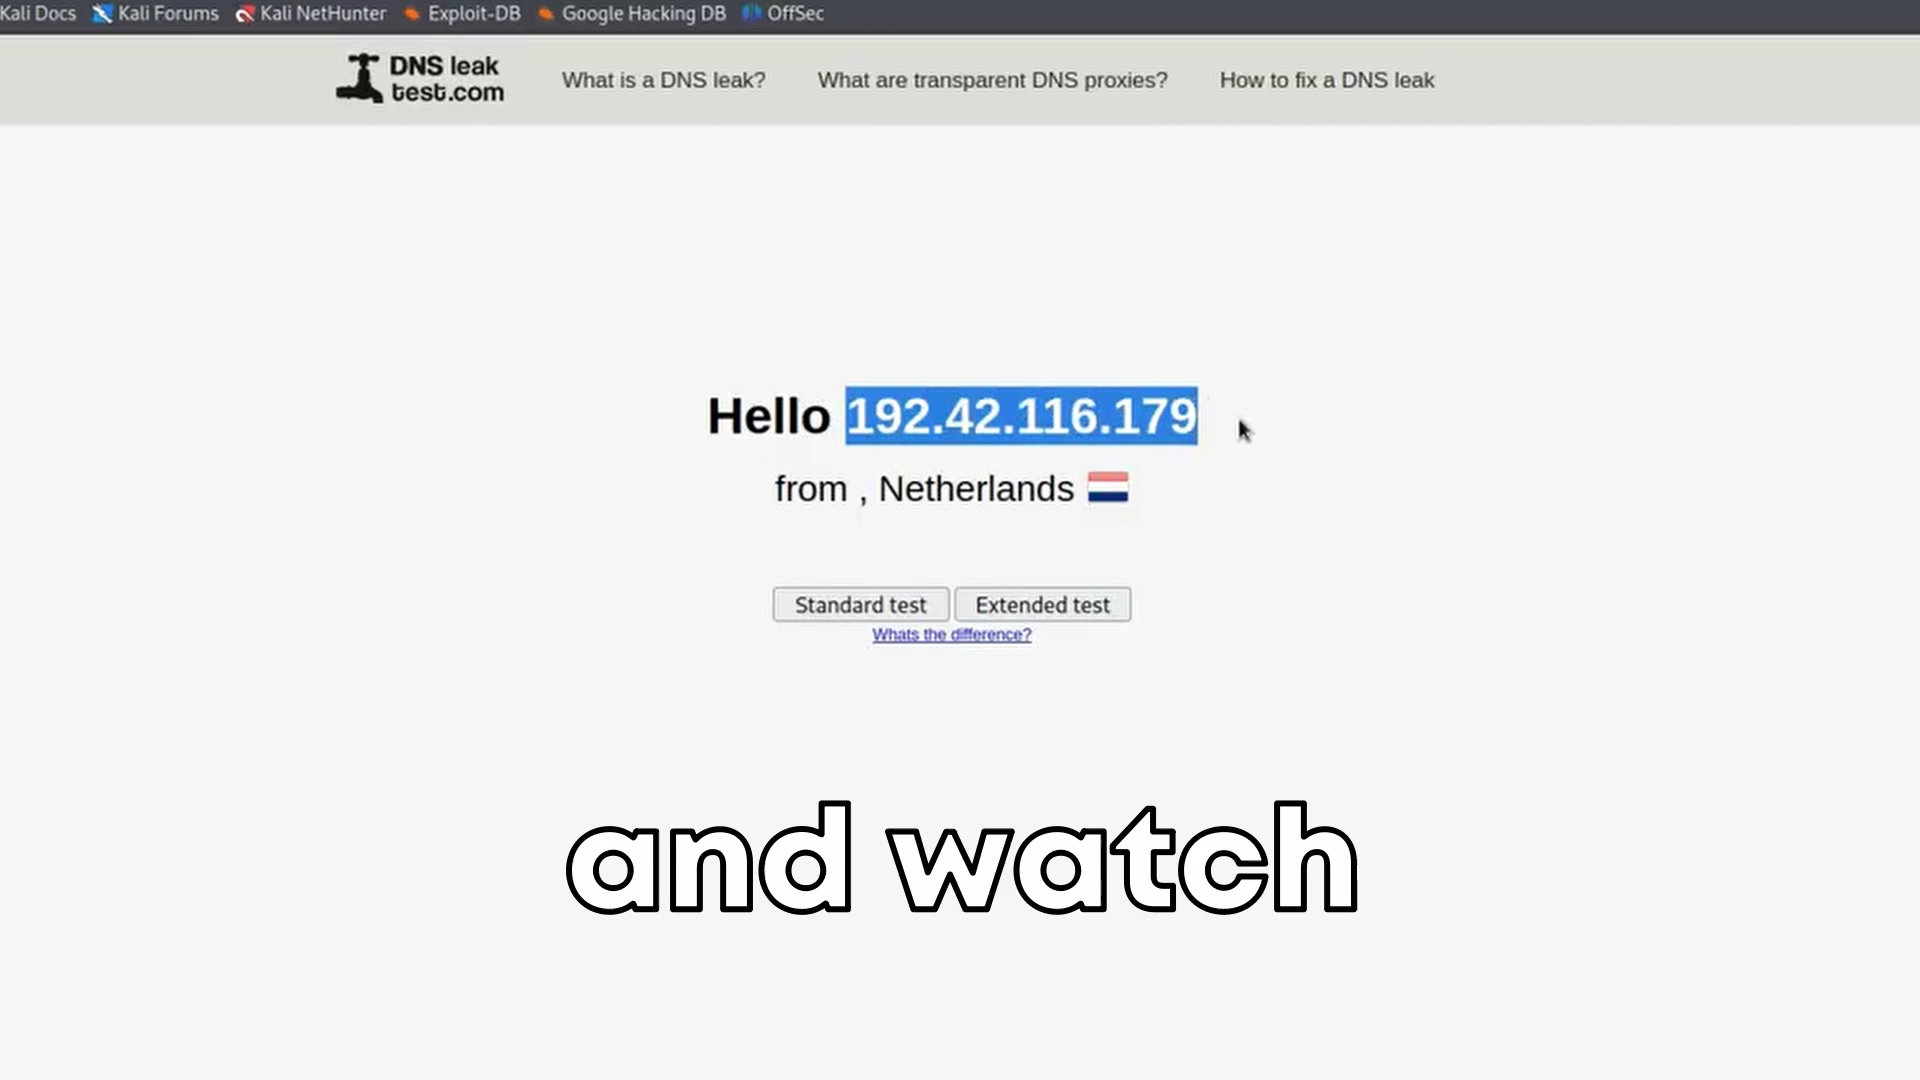 Kali Docs Kali Forums Kali NetHunter Exploit-DB Google Hacking DB OffSec
DNS leak
test.com
What is a DNS leak? What are transparent DNS proxies? How to fix a DNS leak
Hello 192.42.116.179
from , Netherlands
Standard test Extended test
Whats the difference?
and watch